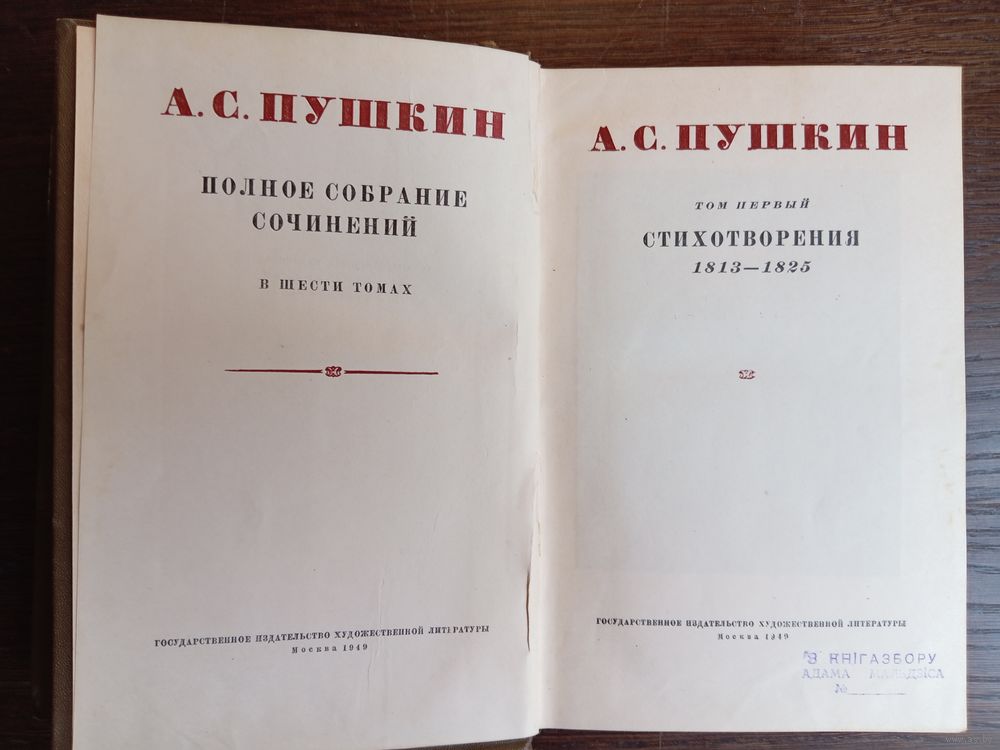 А. С. ПУШКИН
ПОЛНОЕ СОБРАНИЕ
СОЧИНЕНИЙ
В ШЕСТИ ТОМАХ
ГОСУДАРСТВЕННОЕ ИЗДАТЕЛЬСТВО ХУДОЖЕСТВЕННОЙ ЛИТЕРАТУРЫ
Москва 1949
А. С. ПУШКИН
ТОМ ПЕРВЫЙ
СТИХОТВОРЕНИЯ
1813—1825
ГОСУДАРСТВЕННОЕ ИЗДАТЕЛЬСТВО ХУДОЖЕСТВЕННОЙ ЛИТЕРАТУРЫ
Москва 1949
З КНІГАЗБОРУ
АДАМА МАЛЬДЗІСА
№